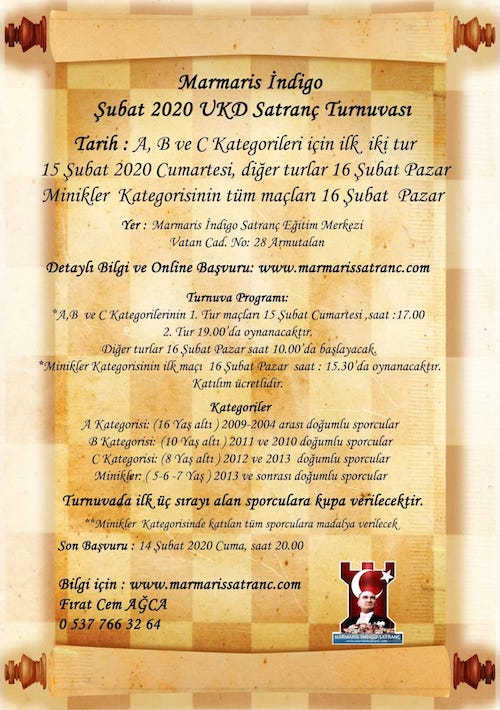 Marmaris İndigo
Şubat 2020 UKD Satranç Turnuvası
Tarih : A, B ve C Kategorileri için ilk iki tur
15 Şubat 2020 Cumartesi, diğer turlar 16 Şubat Pazar
Minikler Kategorisinin tüm maçları 16 Şubat Pazar
Yer : Marmaris İndigo Satranç Eğitim Merkezi
Vatan Cad. No: 28 Armutalan
Detaylı Bilgi ve Online Başvuru: www.marmarissatranc.com
Turnuva Programı:
*A,B ve C Kategorilerinin 1. Tur maçları 15 Şubat Cumartesi ,saat :17.00
2. Tur 19.00'da oynanacaktır.
Diğer turlar 16 Şubat Pazar saat 10.00'da başlayacak.
*Minikler Kategorisinin ilk maçı 16 Şubat Pazar saat : 15.30'da oynanacaktır.
Katılım ücretlidir.
Kategoriler
A Kategorisi: (16 Yaş altı ) 2009-2004 arası doğumlu sporcular
B Kategorisi: (10 Yaş altı ) 2011 ve 2010 doğumlu sporcular
C Kategorisi: (8 Yaş altı ) 2012 ve 2013 doğumlu sporcular
Minikler: ( 5-6 -7 Yaş ) 2013 ve sonrası doğumlu sporcular
Turnuvada ilk üç sırayı alan sporculara kupa verilecektir.
**Minikler Kategorisinde katılan tüm sporculara madalya verilecek
Son Başvuru : 14 Şubat 2020 Cuma, saat 20.00
Bilgi için : www.marmarissatranc.com
Fırat Cem AĞCA
0 537 766 32 64
MARMARİS İNDİGO SATRANÇ